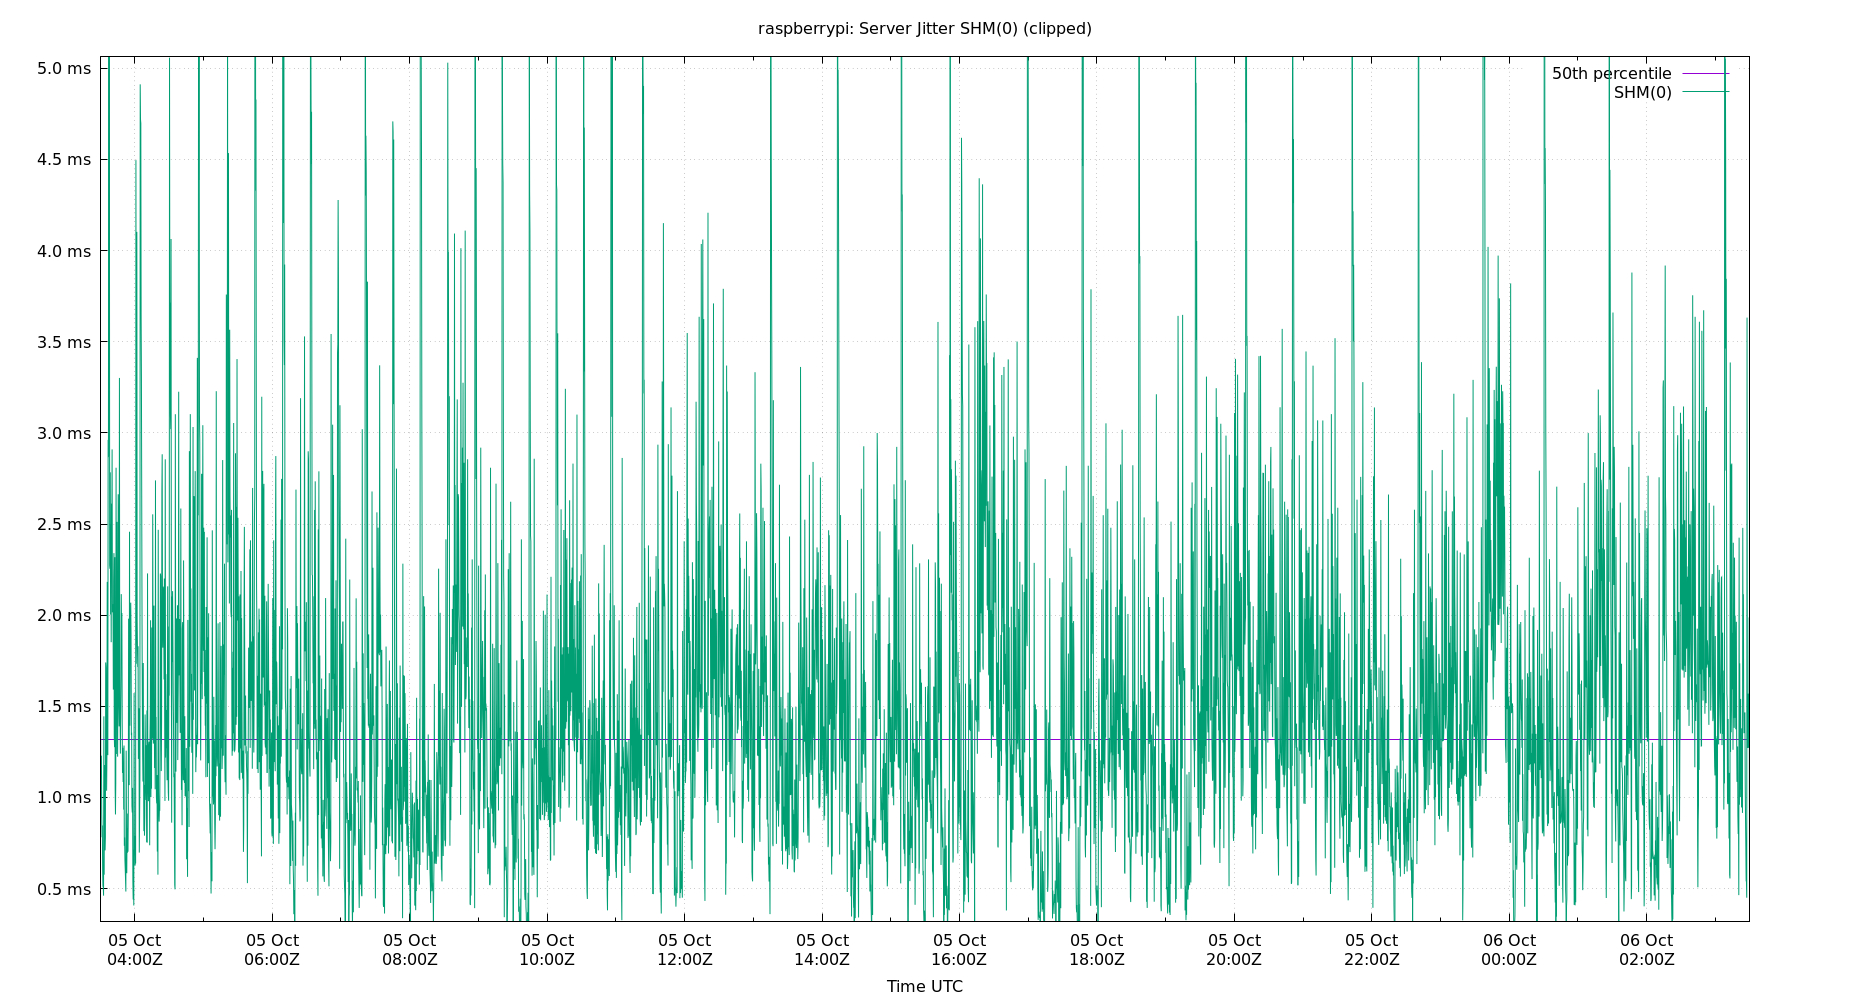 raspberrypi: Server Jitter SHM(0) (clipped)
50th percentile
SHM(0)
5.0 ms
4.5 ms
4.0 ms
3.5 ms
3.0 ms
2.5 ms
2.0 ms
1.5 ms
1.0 ms
0.5 ms
05 Oct 05 Oct 05 Oct 05 Oct 05 Oct 05 Oct 05 Oct 05 Oct 05 Oct 05 Oct 06 Oct 06 Oct
04:00Z 06:00Z 08:00Z 10:00Z 12:00Z 14:00Z 16:00Z 18:00Z 20:00Z 22:00Z 00:00Z 02:00Z
Time UTC